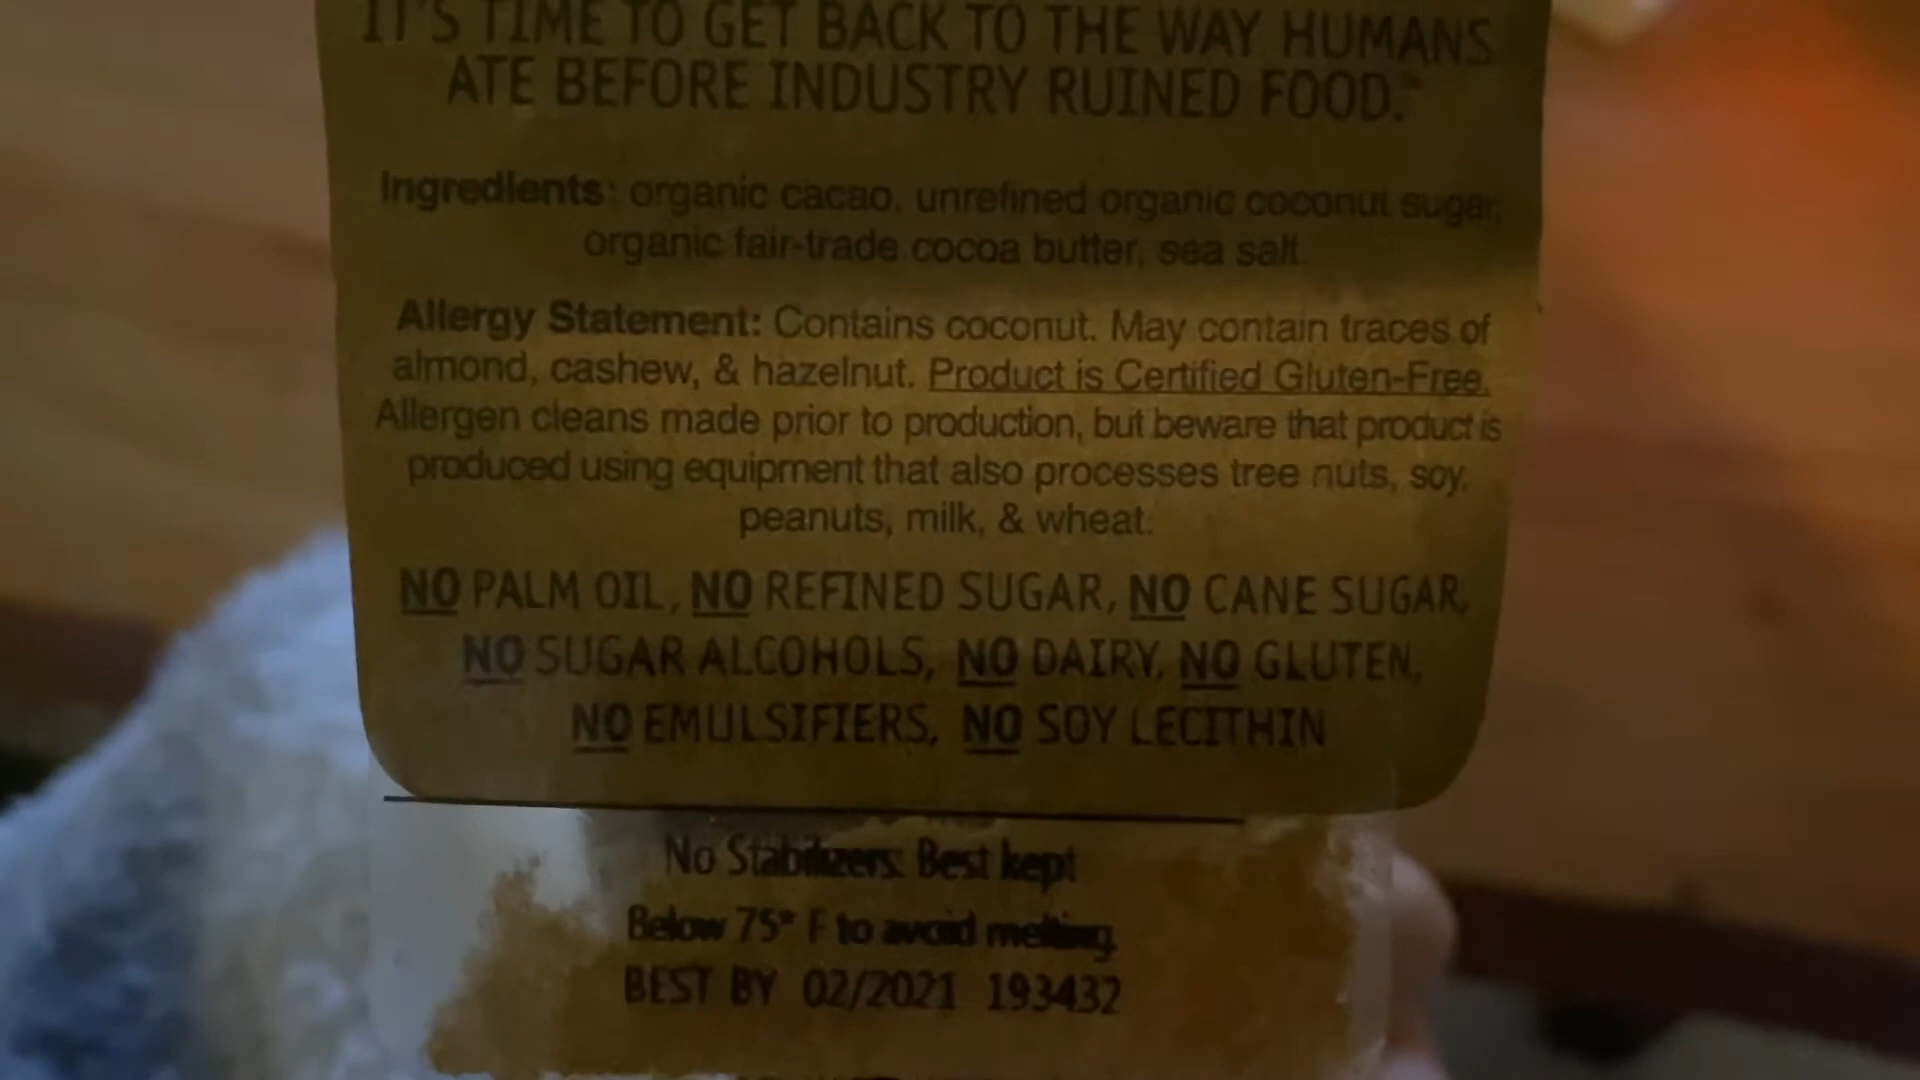 IT'S TIME TO GET BACK TO THE WAY HUMANS
ATE BEFORE INDUSTRY RUINED FOOD.™
Ingredients: organic cacao, unrefined organic coconut sugar,
organic fair-trade cocoa butter, sea salt.
Allergy Statement: Contains coconut. May contain traces of
almond, cashew, & hazelnut. Product is Certified Gluten-Free.
Allergen cleans made prior to production, but beware that product is
produced using equipment that also processes tree nuts, soy,
peanuts, milk, & wheat.
NO PALM OIL, NO REFINED SUGAR, NO CANE SUGAR,
NO SUGAR ALCOHOLS, NO DAIRY, NO GLUTEN,
NO EMULSIFIERS, NO SOY LECITHIN
No Stabilizers. Best kept
Below 75° F to avoid melting.
BEST BY 02/2021 193432